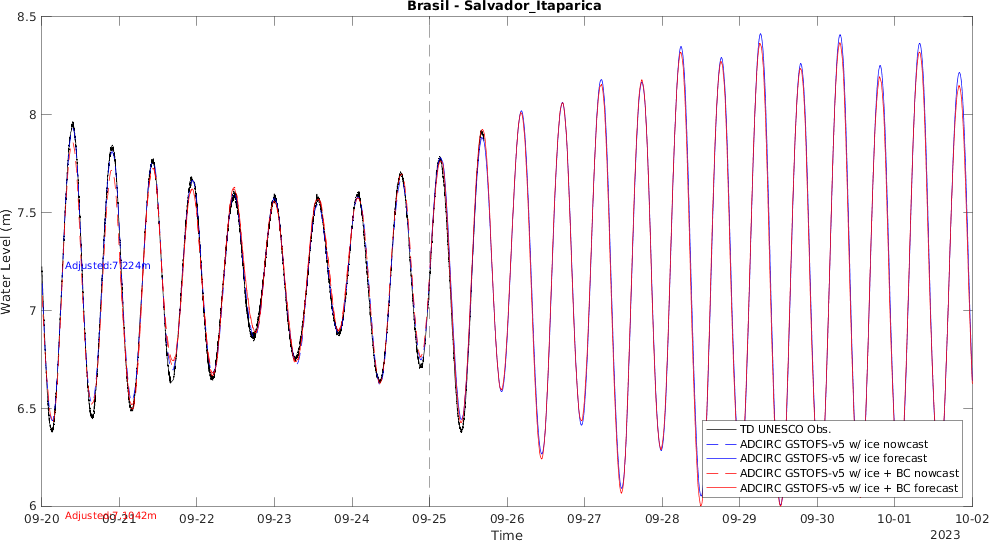 Brasil - Salvador_Itaparica
8.5
8
7.5
7
6.5
6
Water Level (m)
Adjusted:7.224m
TD UNESCO Obs.
ADCIRC GSTOFS-v5 w/ ice nowcast
ADCIRC GSTOFS-v5 w/ ice forecast
ADCIRC GSTOFS-v5 w/ ice + BC nowcast
ADCIRC GSTOFS-v5 w/ ice + BC forecast
09-20 09-21 09-22 09-23 09-24 09-25 09-26 09-27 09-28 09-29 09-30 10-01 10-02
Time
2023